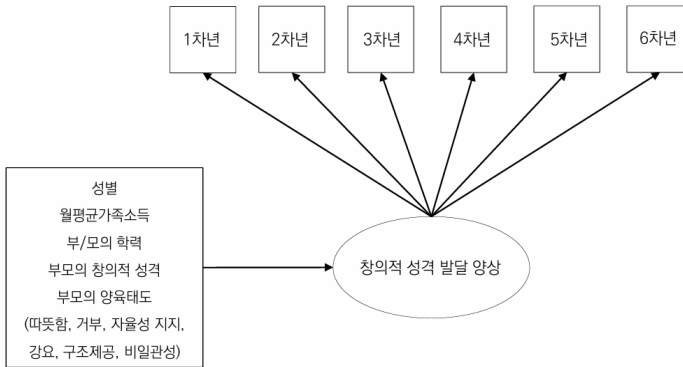 1차년 2차년 3차년 4차년 5차년 6차년
성별
월평균가족소득
부/모의 학력
부모의 창의적 성격
부모의 양육태도
(따뜻함, 거부, 자율성 지지,
강요, 구조제공, 비일관성)
창의적 성격 발달 양상